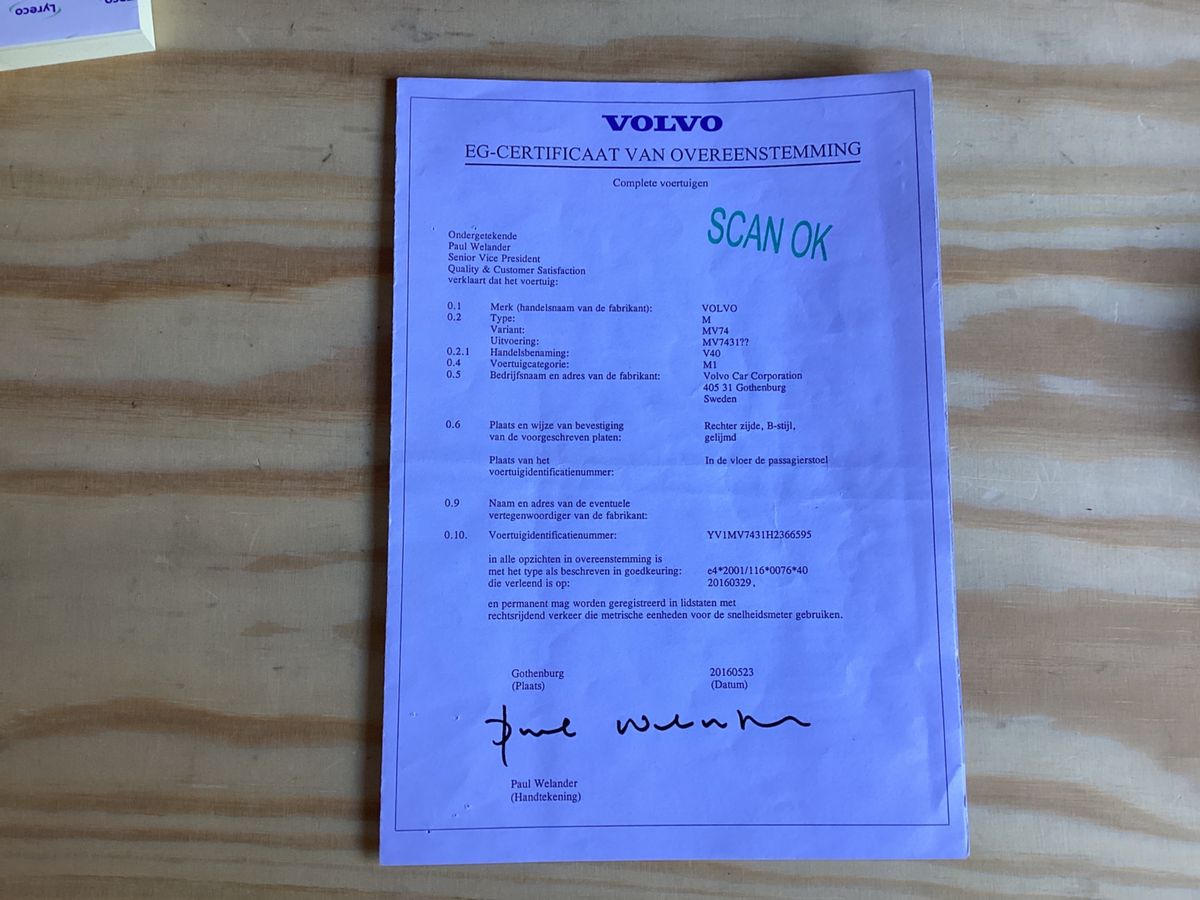 Lyreco
VOLVO
EG-CERTIFICAAT VAN OVEREENSTEMMING
Complete voertuigen
SCAN OK
Ondergetekende
Paul Welander
Senior Vice President
Quality & Customer Satisfaction
verklaart dat het voertuig:
0.1 Merk (handelsnaam van de fabrikant): VOLVO
0.2 Type: M
Variant: MV74
Uitvoering: MV7431??
0.2.1 Handelsbenaming: V40
0.4 Voertuigcategorie: M1
0.5 Bedrijfsnaam en adres van de fabrikant: Volvo Car Corporation
405 31 Gothenburg
Sweden
0.6 Plaats en wijze van bevestiging Rechter zijde, B-stijl,
van de voorgeschreven platen: gelijmd
Plaats van het In de vloer de passagierstoel
voertuigidentificatienummer:
0.9 Naam en adres van de eventuele
vertegenwoordiger van de fabrikant:
0.10. Voertuigidentificatienummer: YV1MV7431H2366595
in alle opzichten in overeenstemming is
met het type als beschreven in goedkeuring: e4*2001/116*0076*40
die verleend is op: 20160329.
en permanent mag worden geregistreerd in lidstaten met
rechtsrijdend verkeer die metrische eenheden voor de snelheidsmeter gebruiken.
Gothenburg 20160523
(Plaats) (Datum)
Paul Welander
Paul Welander
(Handtekening)